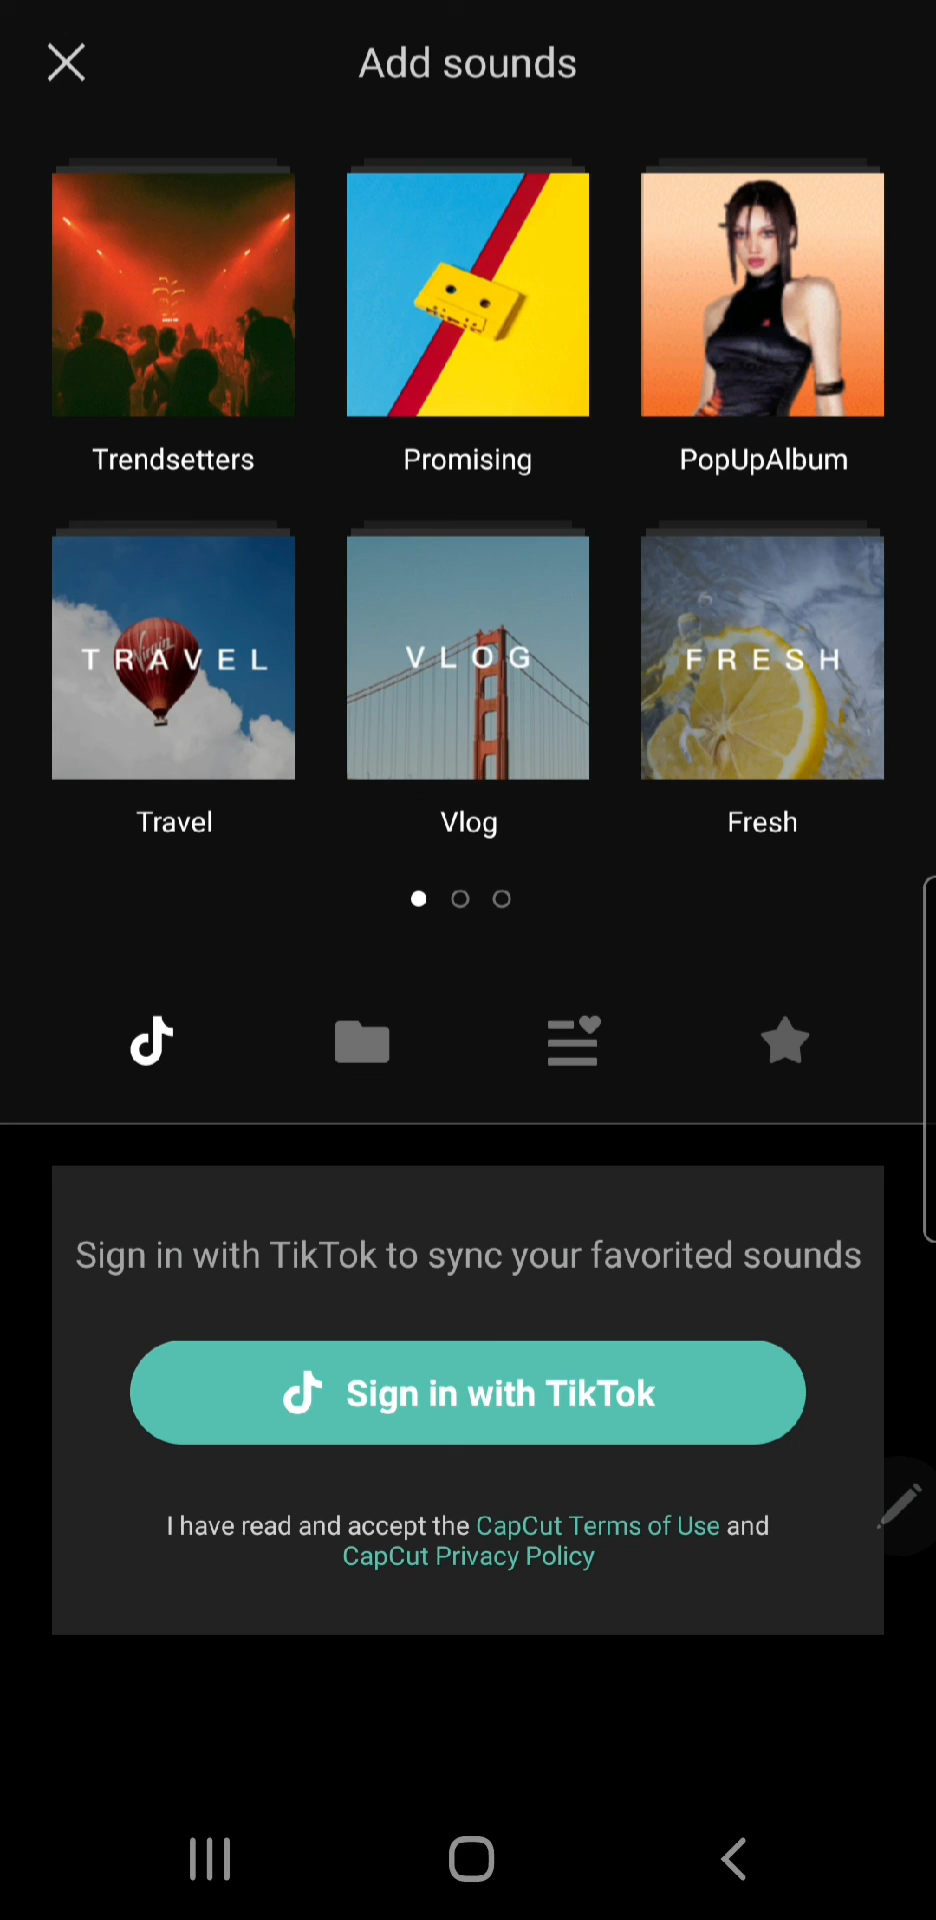 Add sounds
Trendsetters
Promising
PopUpAlbum
TRAVEL
Virgin
VLOG
FRESH
Travel
Vlog
Fresh
Sign in with TikTok to sync your favorited sounds
Sign in with TikTok
I have read and accept the CapCut Terms of Use and
CapCut Privacy Policy